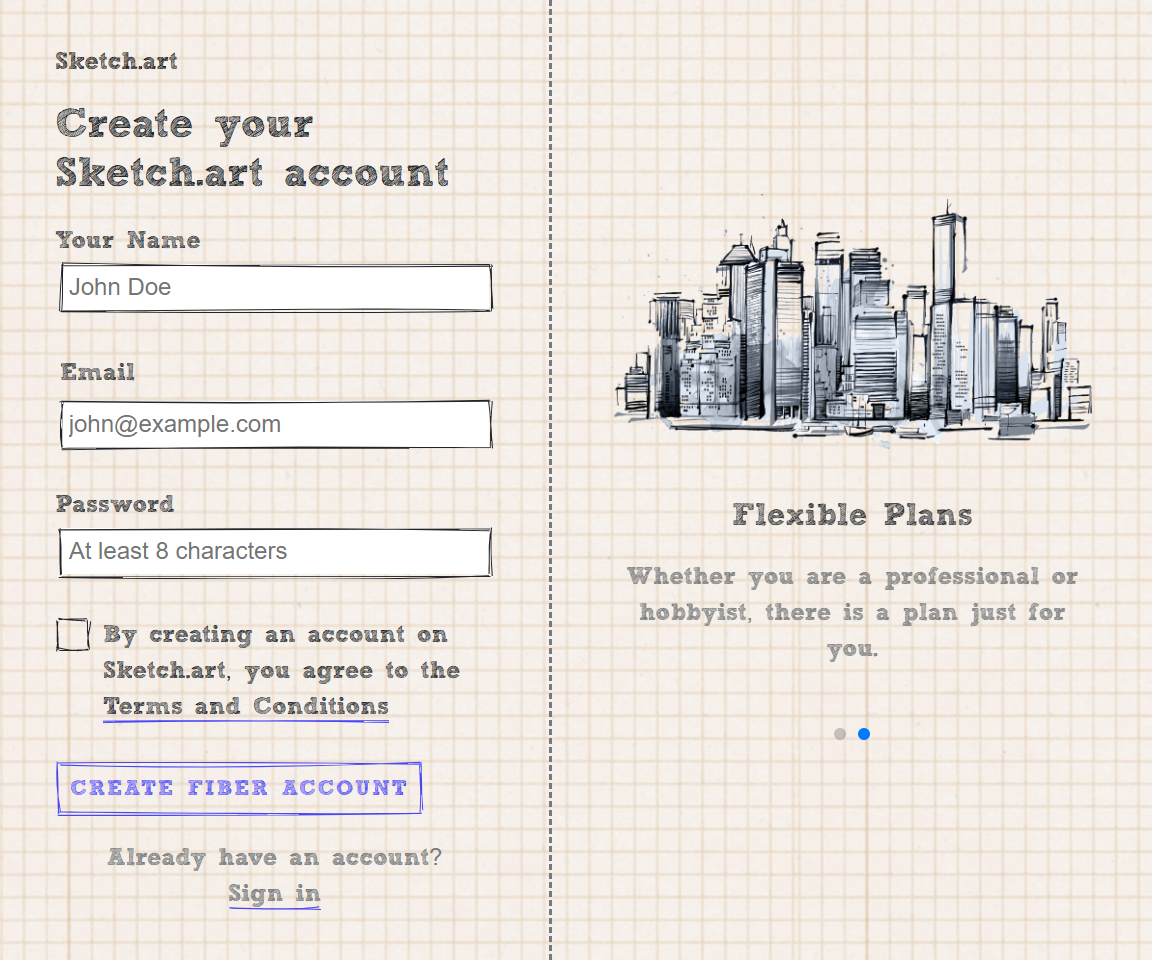 Sketch.art
Create your
Sketch.art account
Your Name
John Doe
Email
john@example.com
Password
At least 8 characters
By creating an account on
Sketch.art, you agree to the
Terms and Conditions
CREATE FIBER ACCOUNT
Already have an account?
Sign in
Flexible Plans
Whether you are a professional or
hobbyist, there is a plan just for
you.